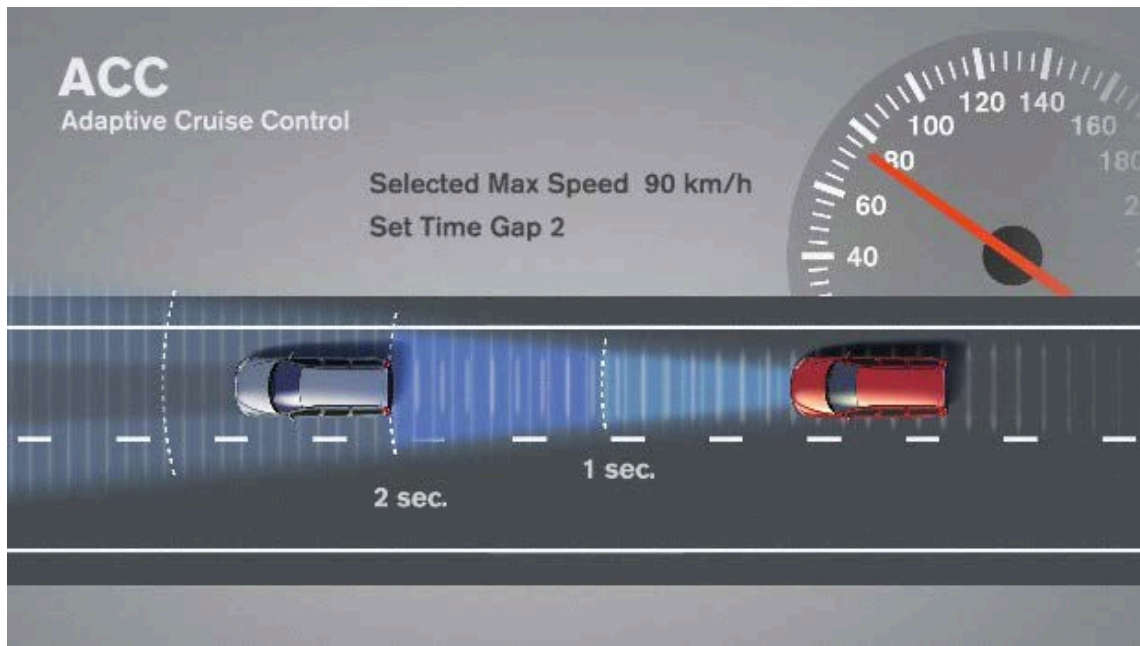 ACC
Adaptive Cruise Control
Selected Max Speed 90 km/h
Set Time Gap 2
120 140
100 160
80 180
60
40
1 sec.
2 sec.